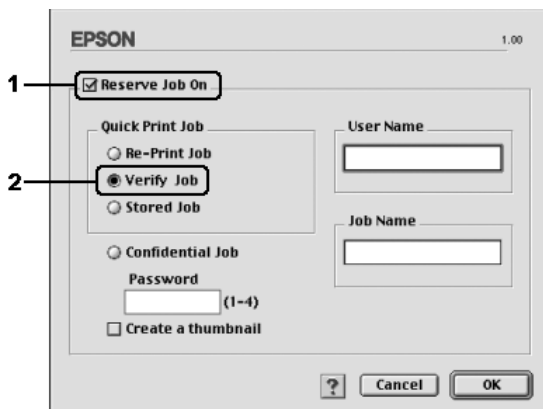 EPSON 1.00
1 Reserve Job On
Quick Print Job User Name
Re-Print Job
2 Verify Job
Stored Job
Job Name
Confidential Job
Password
(1-4)
Create a thumbnail
? Cancel OK